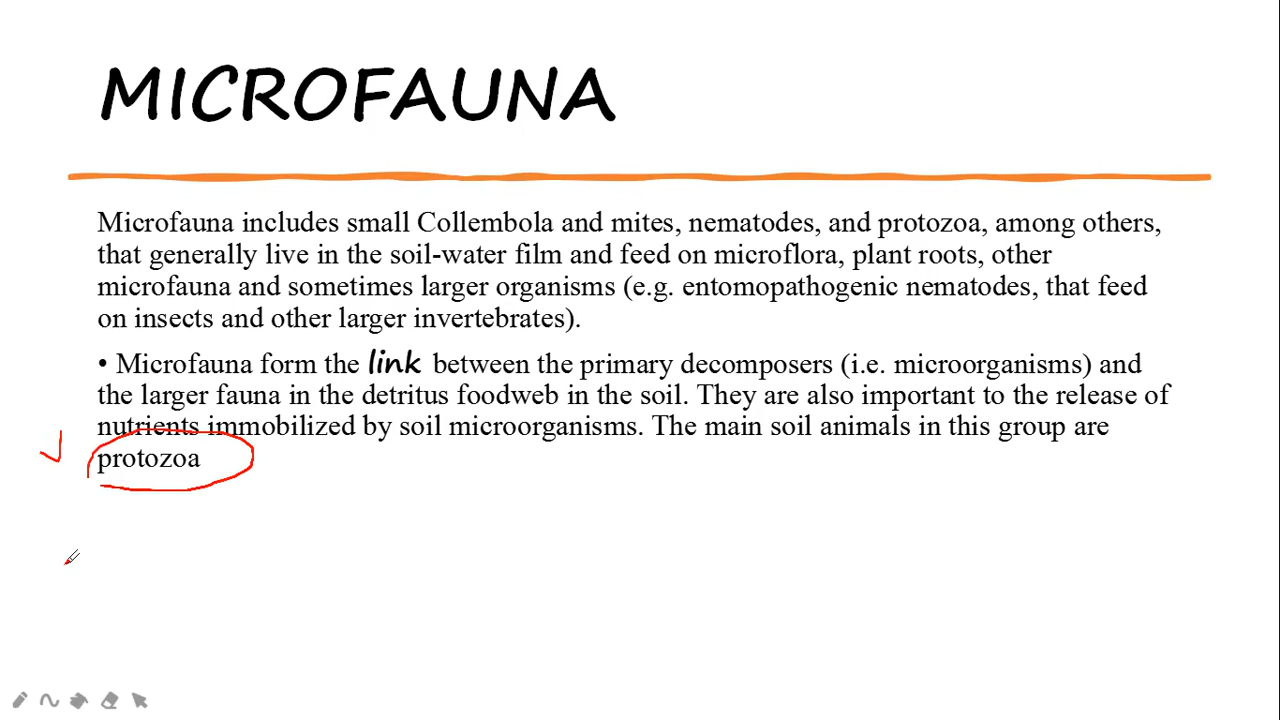 MICROFAUNA
Microfauna includes small Collembola and mites, nematodes, and protozoa, among others,
that generally live in the soil-water film and feed on microflora, plant roots, other
microfauna and sometimes larger organisms (e.g. entomopathogenic nematodes, that feed
on insects and other larger invertebrates).
• Microfauna form the link between the primary decomposers (i.e. microorganisms) and
the larger fauna in the detritus foodweb in the soil. They are also important to the release of
nutrients immobilized by soil microorganisms. The main soil animals in this group are
protozoa